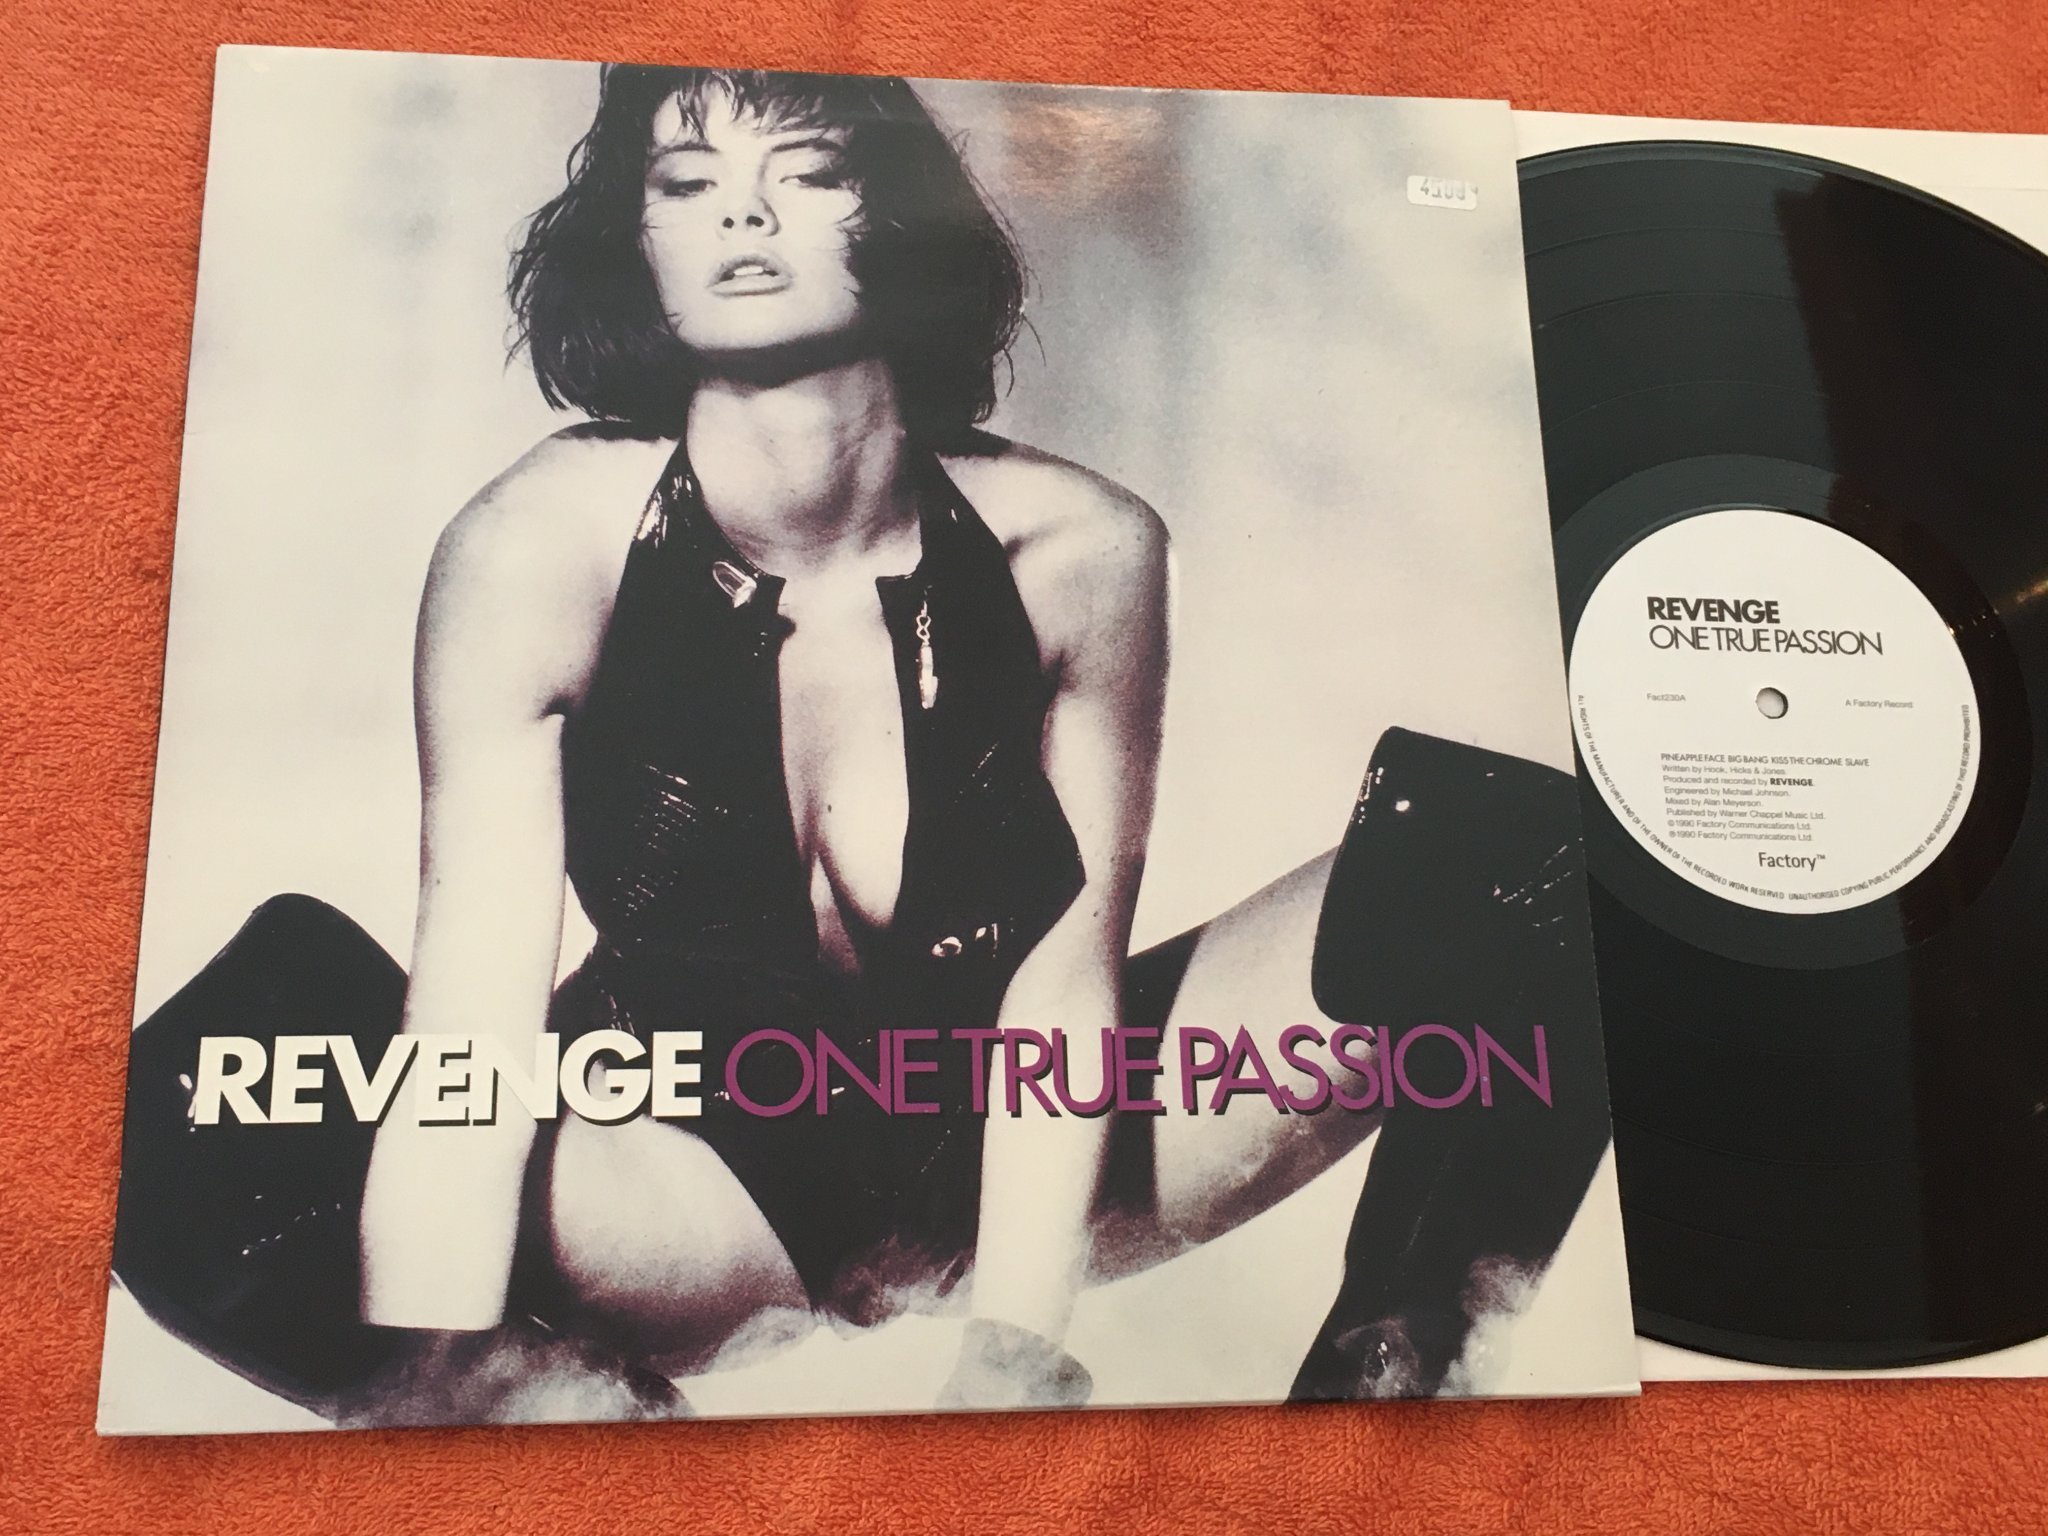 REVENGE ONE TRUE PASSION
REVENGE
ONE TRUE PASSION
Fact230A
A Factory Record
PINEAPPLE FACE BIG BANG KISS THE CHROME SLAVE
Written by Hook, Hicks & Jones.
Produced and recorded by REVENGE.
Engineered by Michael Johnson.
Mixed by Alan Meyerson.
Published by Warner Chappel Music Ltd.
©1990 Factory Communications Ltd.
℗1990 Factory Communications Ltd.
Factory™
ALL RIGHTS OF THE MANUFACTURER AND OF THE OWNER OF THE RECORDED WORK RESERVED UNAUTHORISED COPYING PUBLIC PERFORMANCE AND BROADCASTING OF THIS RECORD PROHIBITED